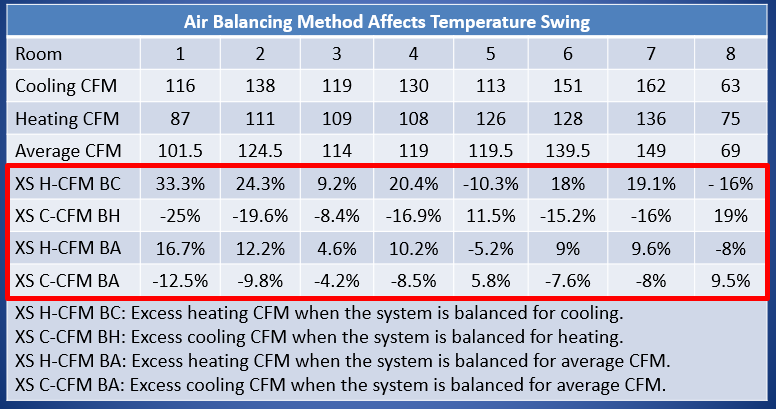 Air Balancing Method Affects Temperature Swing
Room 1 2 3 4 5 6 7 8
Cooling CFM 116 138 119 130 113 151 162 63
Heating CFM 87 111 109 108 126 128 136 75
Average CFM 101.5 124.5 114 119 119.5 139.5 149 69
XS H-CFM BC 33.3% 24.3% 9.2% 20.4% -10.3% 18% 19.1% - 16%
XS C-CFM BH -25% -19.6% -8.4% -16.9% 11.5% -15.2% -16% 19%
XS H-CFM BA 16.7% 12.2% 4.6% 10.2% -5.2% 9% 9.6% -8%
XS C-CFM BA -12.5% -9.8% -4.2% -8.5% 5.8% -7.6% -8% 9.5%
XS H-CFM BC: Excess heating CFM when the system is balanced for cooling.
XS C-CFM BH: Excess cooling CFM when the system is balanced for heating.
XS H-CFM BA: Excess heating CFM when the system is balanced for average CFM.
XS C-CFM BA: Excess cooling CFM when the system is balanced for average CFM.